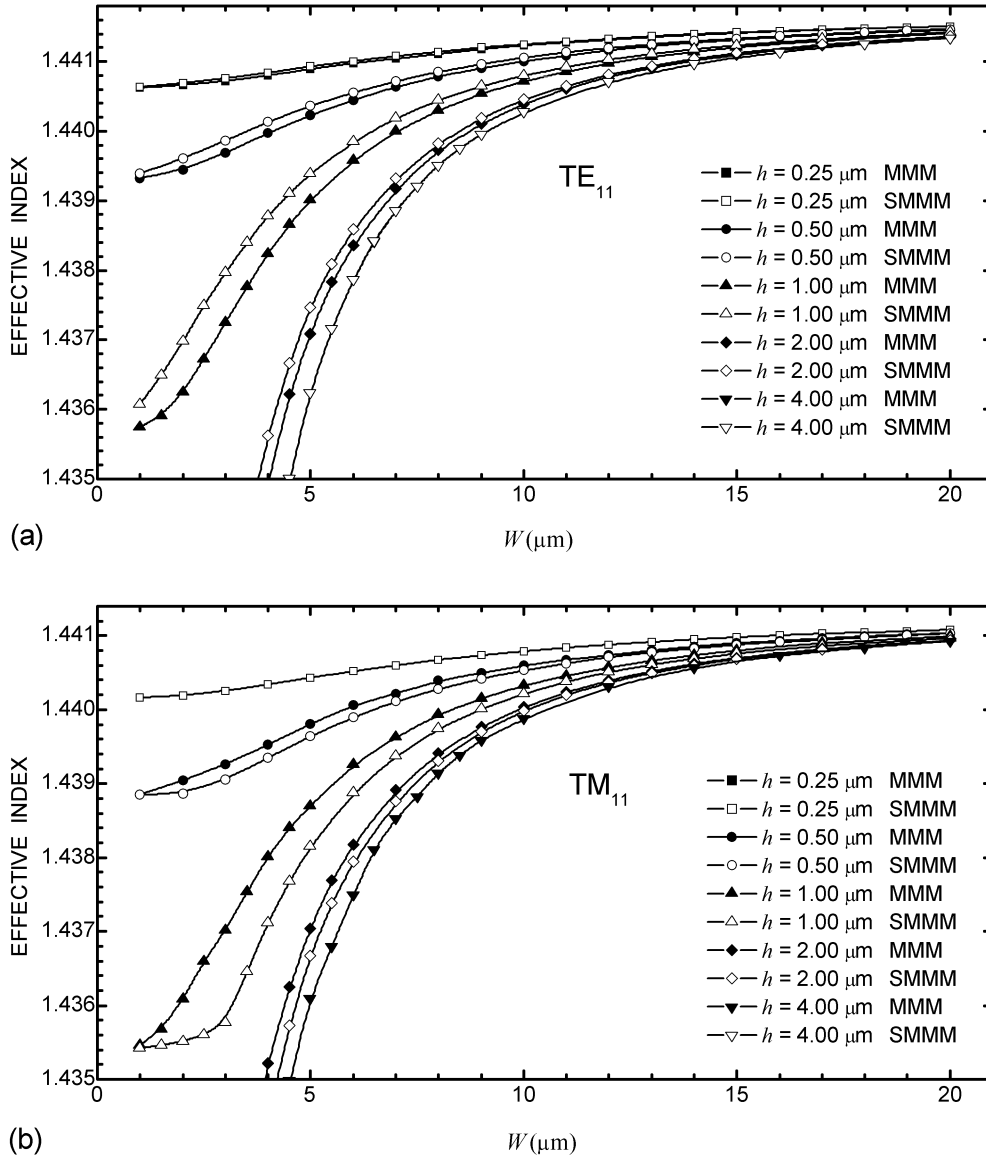 1.441
1.440
1.439
1.438
1.437
1.436
1.435
EFFECTIVE INDEX
TE11
h = 0.25 μm MMM
h = 0.25 μm SMMM
h = 0.50 μm MMM
h = 0.50 μm SMMM
h = 1.00 μm MMM
h = 1.00 μm SMMM
h = 2.00 μm MMM
h = 2.00 μm SMMM
h = 4.00 μm MMM
h = 4.00 μm SMMM
0 5 10 15 20
(a)
W(μm)
1.441
1.440
1.439
1.438
1.437
1.436
1.435
EFFECTIVE INDEX
TM11
h = 0.25 μm MMM
h = 0.25 μm SMMM
h = 0.50 μm MMM
h = 0.50 μm SMMM
h = 1.00 μm MMM
h = 1.00 μm SMMM
h = 2.00 μm MMM
h = 2.00 μm SMMM
h = 4.00 μm MMM
h = 4.00 μm SMMM
0 5 10 15 20
(b)
W(μm)